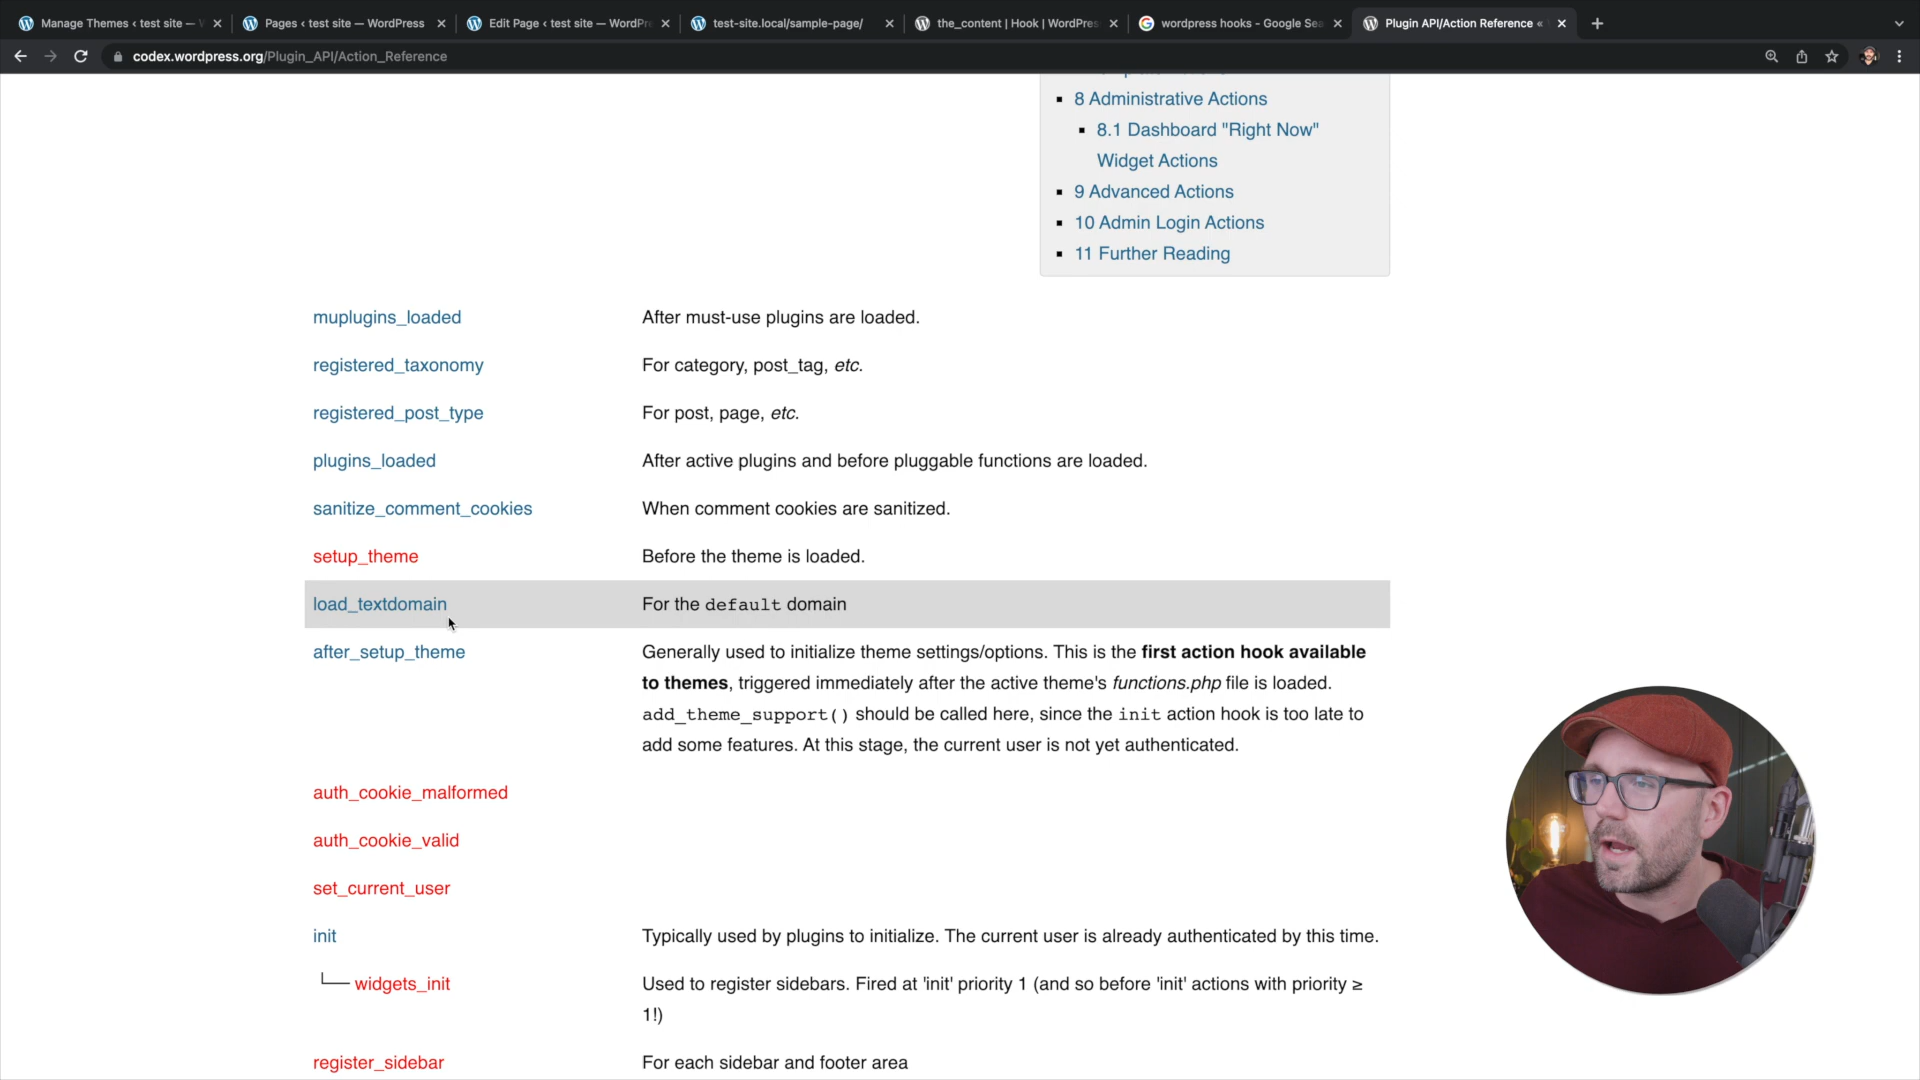 Manage Themes ‹ test site — W
Pages ‹ test site — WordPress
Edit Page ‹ test site — WordPre
test-site.local/sample-page/
the_content | Hook | WordPres
wordpress hooks - Google Sea
Plugin API/Action Reference «
codex.wordpress.org/Plugin_API/Action_Reference
8 Administrative Actions
8.1 Dashboard "Right Now"
Widget Actions
9 Advanced Actions
10 Admin Login Actions
11 Further Reading
muplugins_loaded After must-use plugins are loaded.
registered_taxonomy For category, post_tag, etc.
registered_post_type For post, page, etc.
plugins_loaded After active plugins and before pluggable functions are loaded.
sanitize_comment_cookies When comment cookies are sanitized.
setup_theme Before the theme is loaded.
load_textdomain For the default domain
after_setup_theme Generally used to initialize theme settings/options. This is the first action hook available
to themes, triggered immediately after the active theme's functions.php file is loaded.
add_theme_support() should be called here, since the init action hook is too late to
add some features. At this stage, the current user is not yet authenticated.
auth_cookie_malformed
auth_cookie_valid
set_current_user
init Typically used by plugins to initialize. The current user is already authenticated by this time.
widgets_init Used to register sidebars. Fired at 'init' priority 1 (and so before 'init' actions with priority ≥
1!)
register_sidebar For each sidebar and footer area